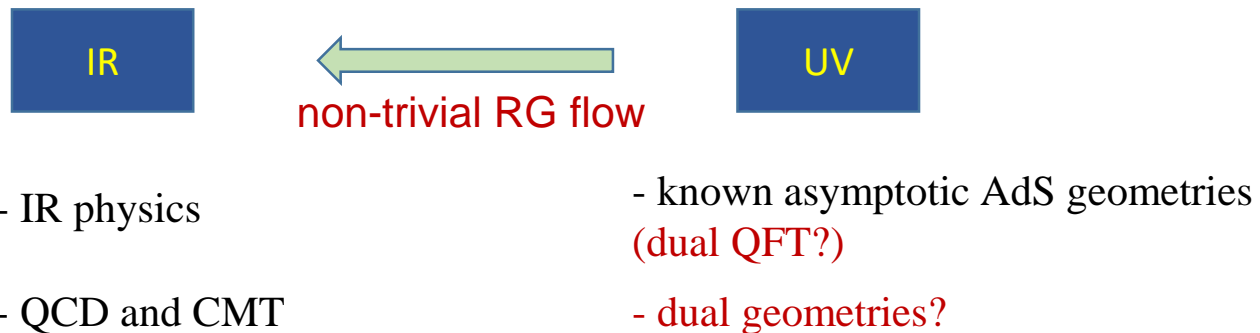 IR
UV
non-trivial RG flow
- IR physics
- known asymptotic AdS geometries
(dual QFT?)
- QCD and CMT
- dual geometries?